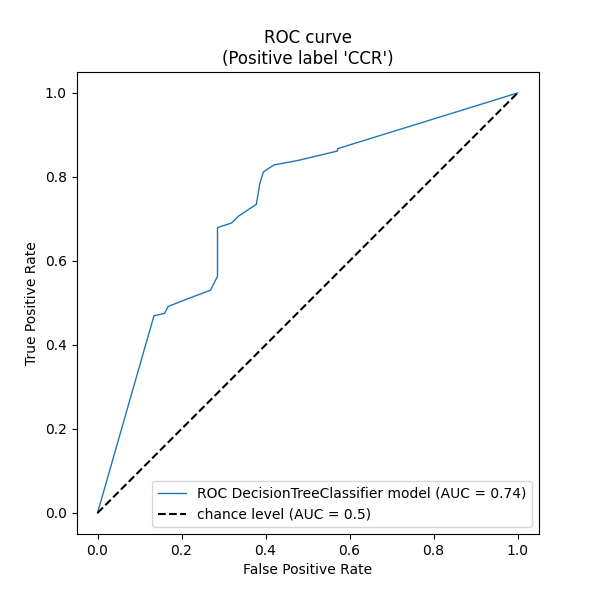 ROC curve
(Positive label 'CCR')
True Positive Rate
1.0
0.8
0.6
0.4
0.2
0.0
ROC DecisionTreeClassifier model (AUC = 0.74)
chance level (AUC = 0.5)
0.0 0.2 0.4 0.6 0.8 1.0
False Positive Rate